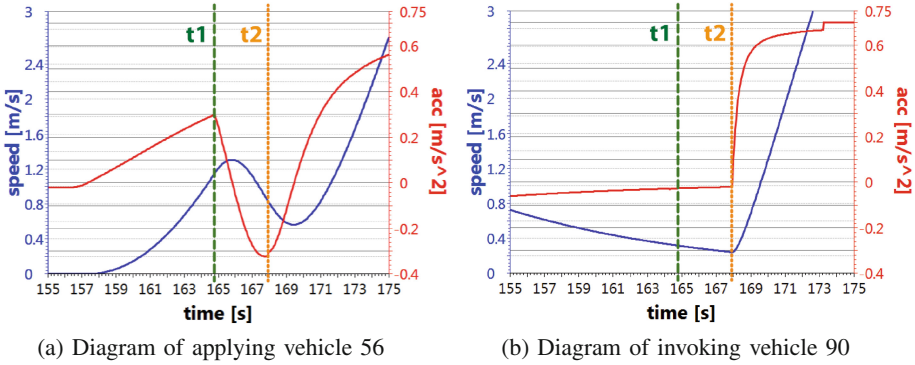 3
2.4
2
1.6
1.2
0.8
0.4
0
speed [m/s]
t1
t2
0.75
0.6
0.4
0.2
0
-0.2
-0.4
acc [m/s^2]
155 157 159 161 163 165 167 169 171 173 175
time [s]
(a) Diagram of applying vehicle 56
3
2.4
2
1.6
1.2
0.8
0.4
0
speed [m/s]
t1
t2
0.75
0.6
0.4
0.2
0
-0.2
-0.4
acc [m/s^2]
155 157 159 161 163 165 167 169 171 173 175
time [s]
(b) Diagram of invoking vehicle 90